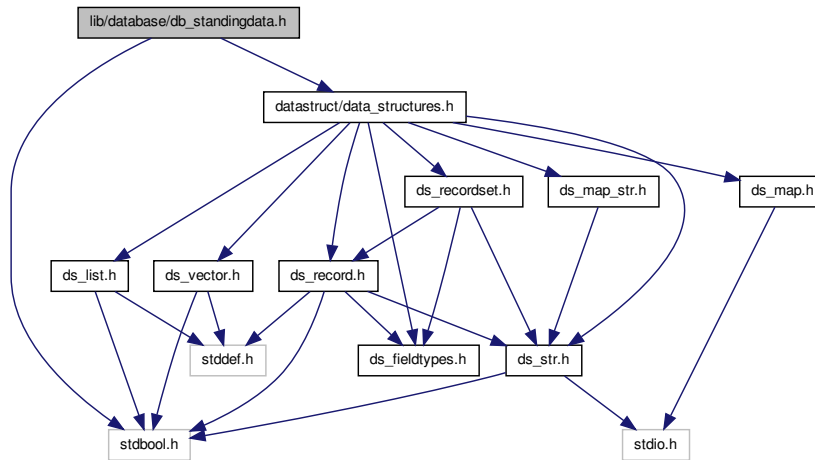 lib/database/db_standingdata.h
datastruct/data_structures.h
ds_recordset.h
ds_map_str.h
ds_map.h
ds_list.h
ds_vector.h
ds_record.h
stddef.h
ds_fieldtypes.h
ds_str.h
stdbool.h
stdio.h